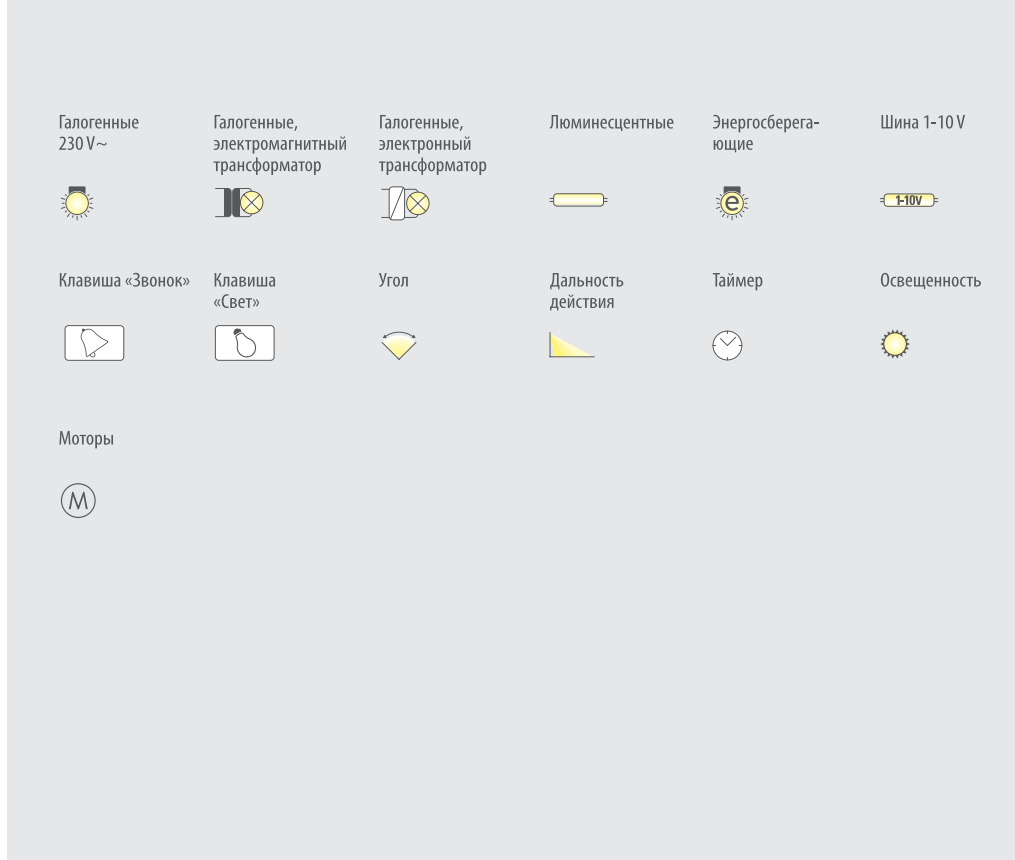 Галогенные
230 V~
Галогенные,
электромагнитный
трансформатор
Галогенные,
электронный
трансформатор
Люминесцентные
Энергосберега-
ющие
Шина 1-10 V
e
1-10V
Клавиша «Звонок»
Клавиша
«Свет»
Угол
Дальность
действия
Таймер
Освещенность
Моторы
M